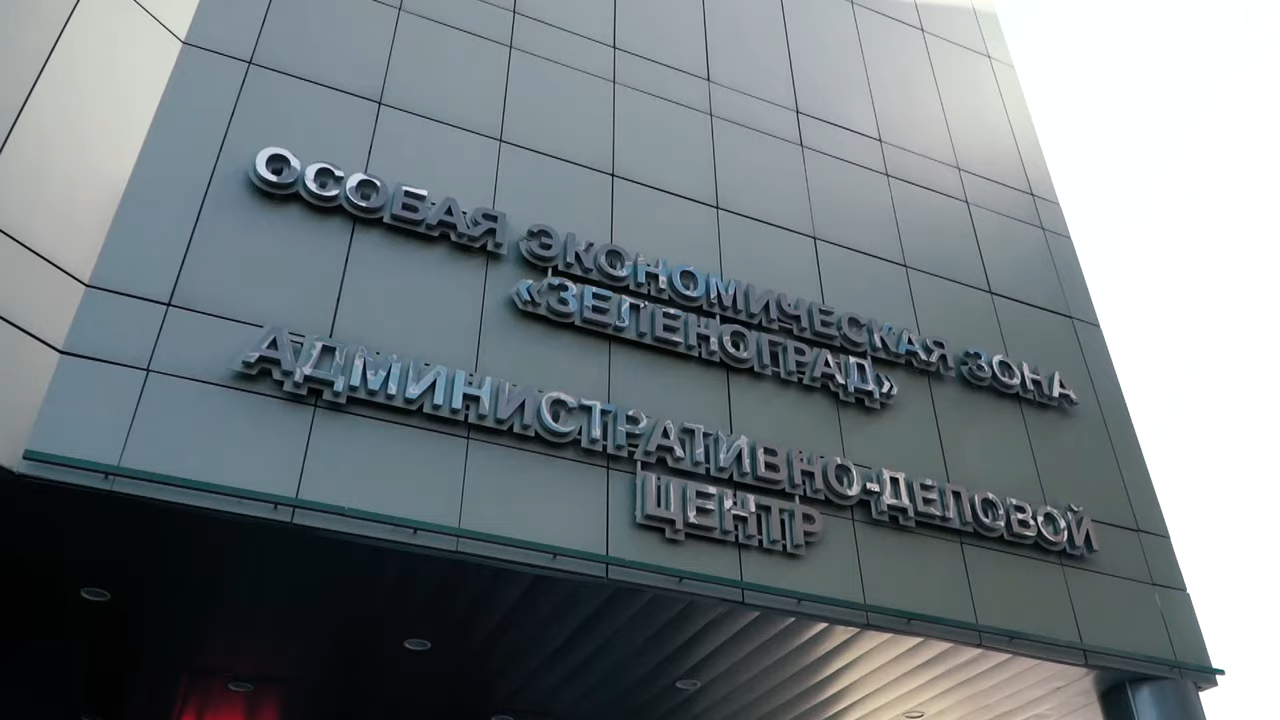 ОСОБАЯ ЭКОНОМИЧЕСКАЯ ЗОНА
«ЗЕЛЕНОГРАД»
АДМИНИСТРАТИВНО-ДЕЛОВОЙ
ЦЕНТР